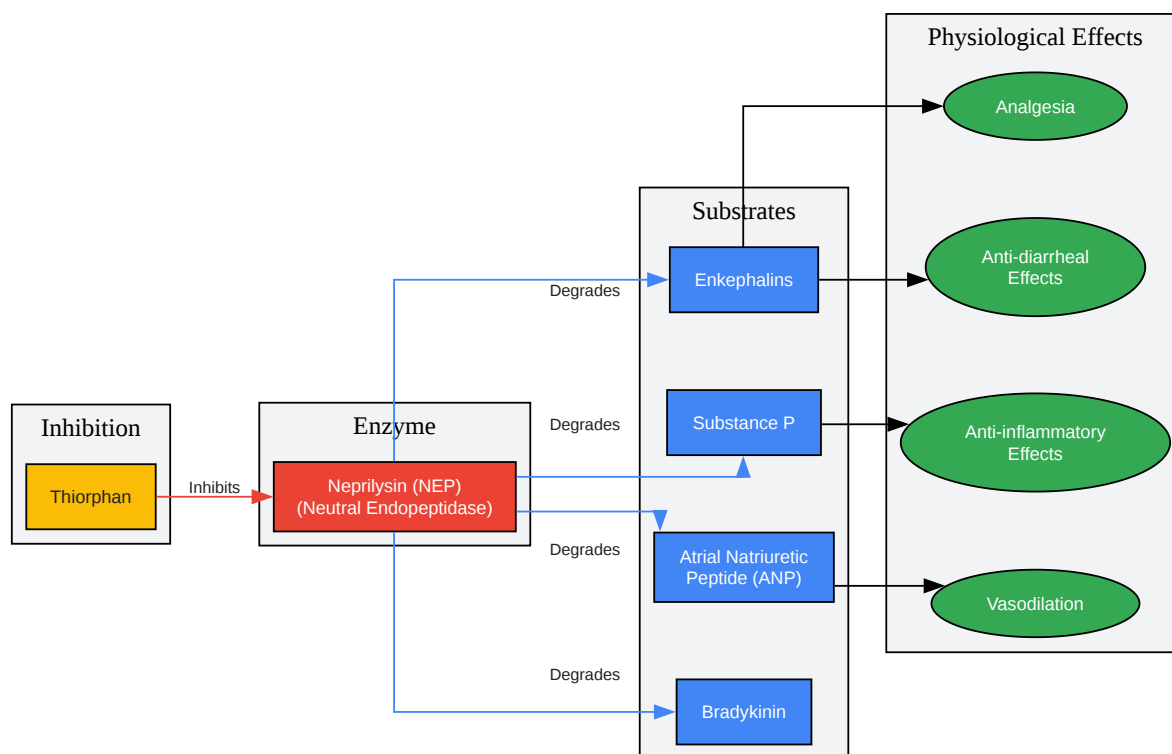 Physiological Effects
Analgesia
Substrates
Anti-diarrheal
Effects
Enkephalins
Degrades
Inhibition
Enzyme
Degrades
Substance P
Anti-inflammatory
Effects
Thiorphan
Inhibits
Neprilysin (NEP)
(Neutral Endopeptidase)
Degrades
Atrial Natriuretic
Peptide (ANP)
Vasodilation
Degrades
Bradykinin